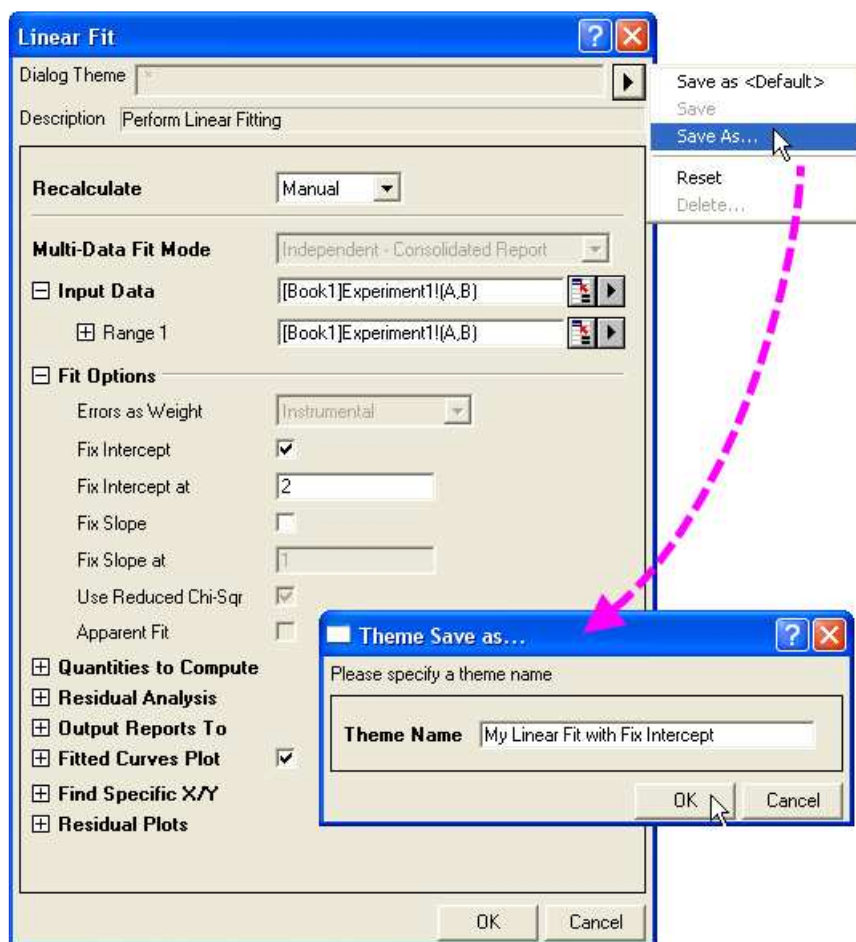 Linear Fit
Dialog Theme *
Description Perform Linear Fitting
Save as <Default>
Save
Save As...
Reset
Delete...
Recalculate Manual
Multi-Data Fit Mode Independent - Consolidated Report
Input Data [Book1]Experiment1!(A,B)
Range 1 [Book1]Experiment1!(A,B)
Fit Options
Errors as Weight Instrumental
Fix Intercept
Fix Intercept at 2
Fix Slope
Fix Slope at 1
Use Reduced Chi-Sqr
Apparent Fit
Quantities to Compute
Residual Analysis
Output Reports To
Fitted Curves Plot
Find Specific X/Y
Residual Plots
Theme Save as...
Please specify a theme name
Theme Name My Linear Fit with Fix Intercept
OK Cancel
OK Cancel